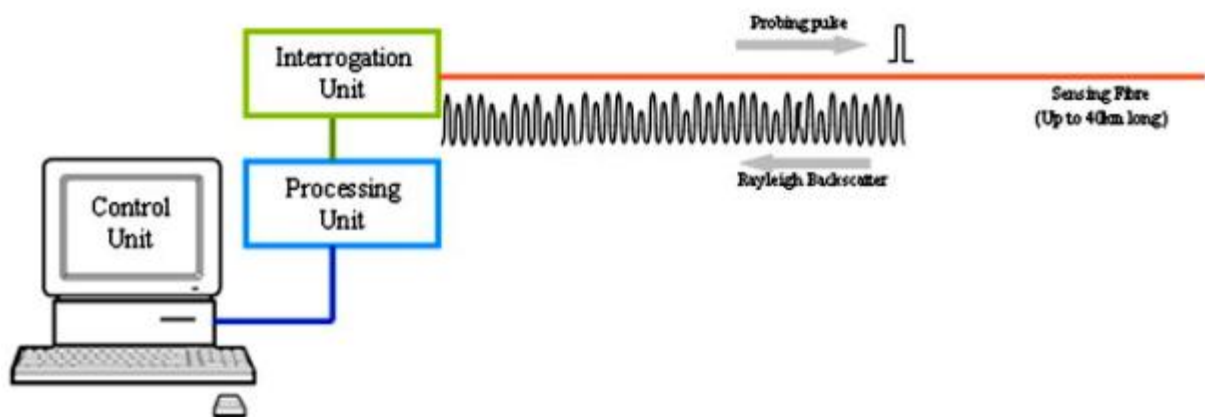 Probing pulse
Interrogation
Unit
Sensing Fibre
(Up to 40km long)
Rayleigh Backscatter
Processing
Unit
Control
Unit